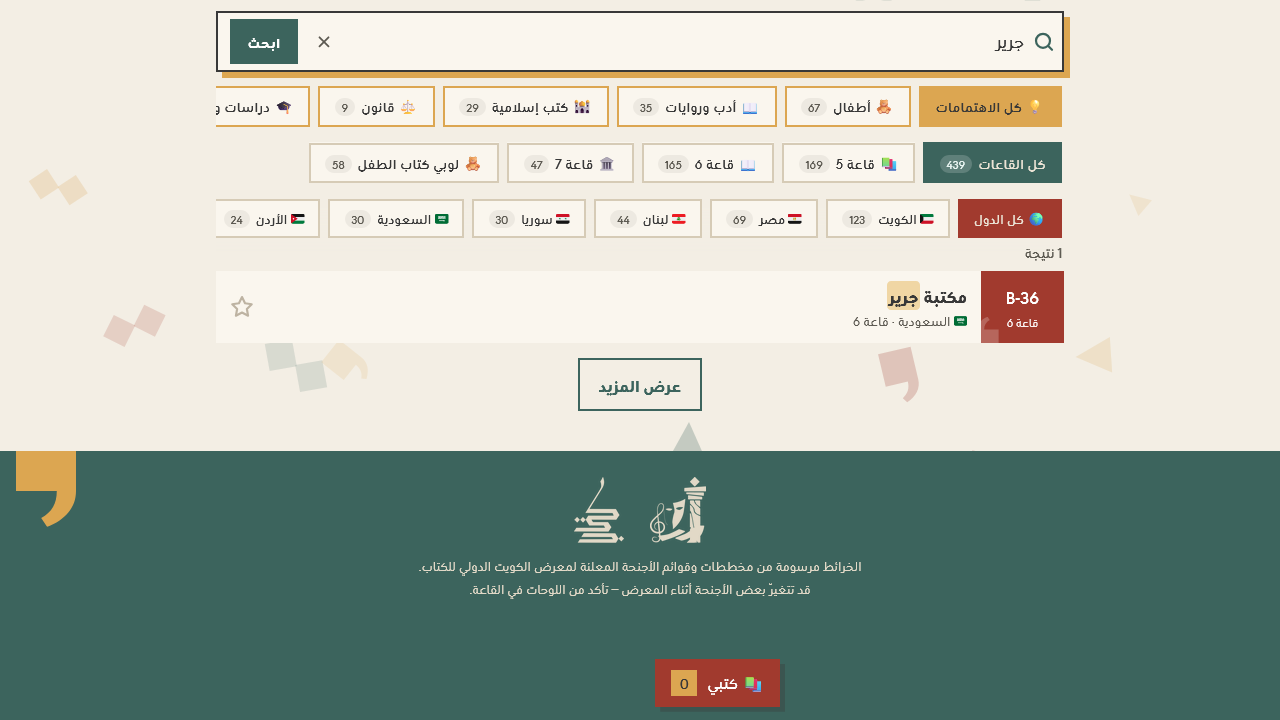 جرير
ابحث
💡 كل الاهتمامات
🧸 أطفال 67
📖 أدب وروايات 35
🕌 كتب إسلامية 29
⚖️ قانون 9
🎓 دراسات و
كل القاعات 439
📚 قاعة 5 169
📖 قاعة 6 165
🏛️ قاعة 7 47
🧸 لوبي كتاب الطفل 58
🌍 كل الدول
🇰🇼 الكويت 123
🇪🇬 مصر 69
🇱🇧 لبنان 44
🇸🇾 سوريا 30
🇸🇦 السعودية 30
🇯🇴 الأردن 24
1 نتيجة
B-36
قاعة 6
مكتبة جرير
🇸🇦 السعودية · قاعة 6
عرض المزيد
الخرائط مرسومة من مخططات وقوائم الأجنحة المعلنة لمعرض الكويت الدولي للكتاب.
قد تتغيّر بعض الأجنحة أثناء المعرض — تأكد من اللوحات في القاعة.
📚 كتبي 0